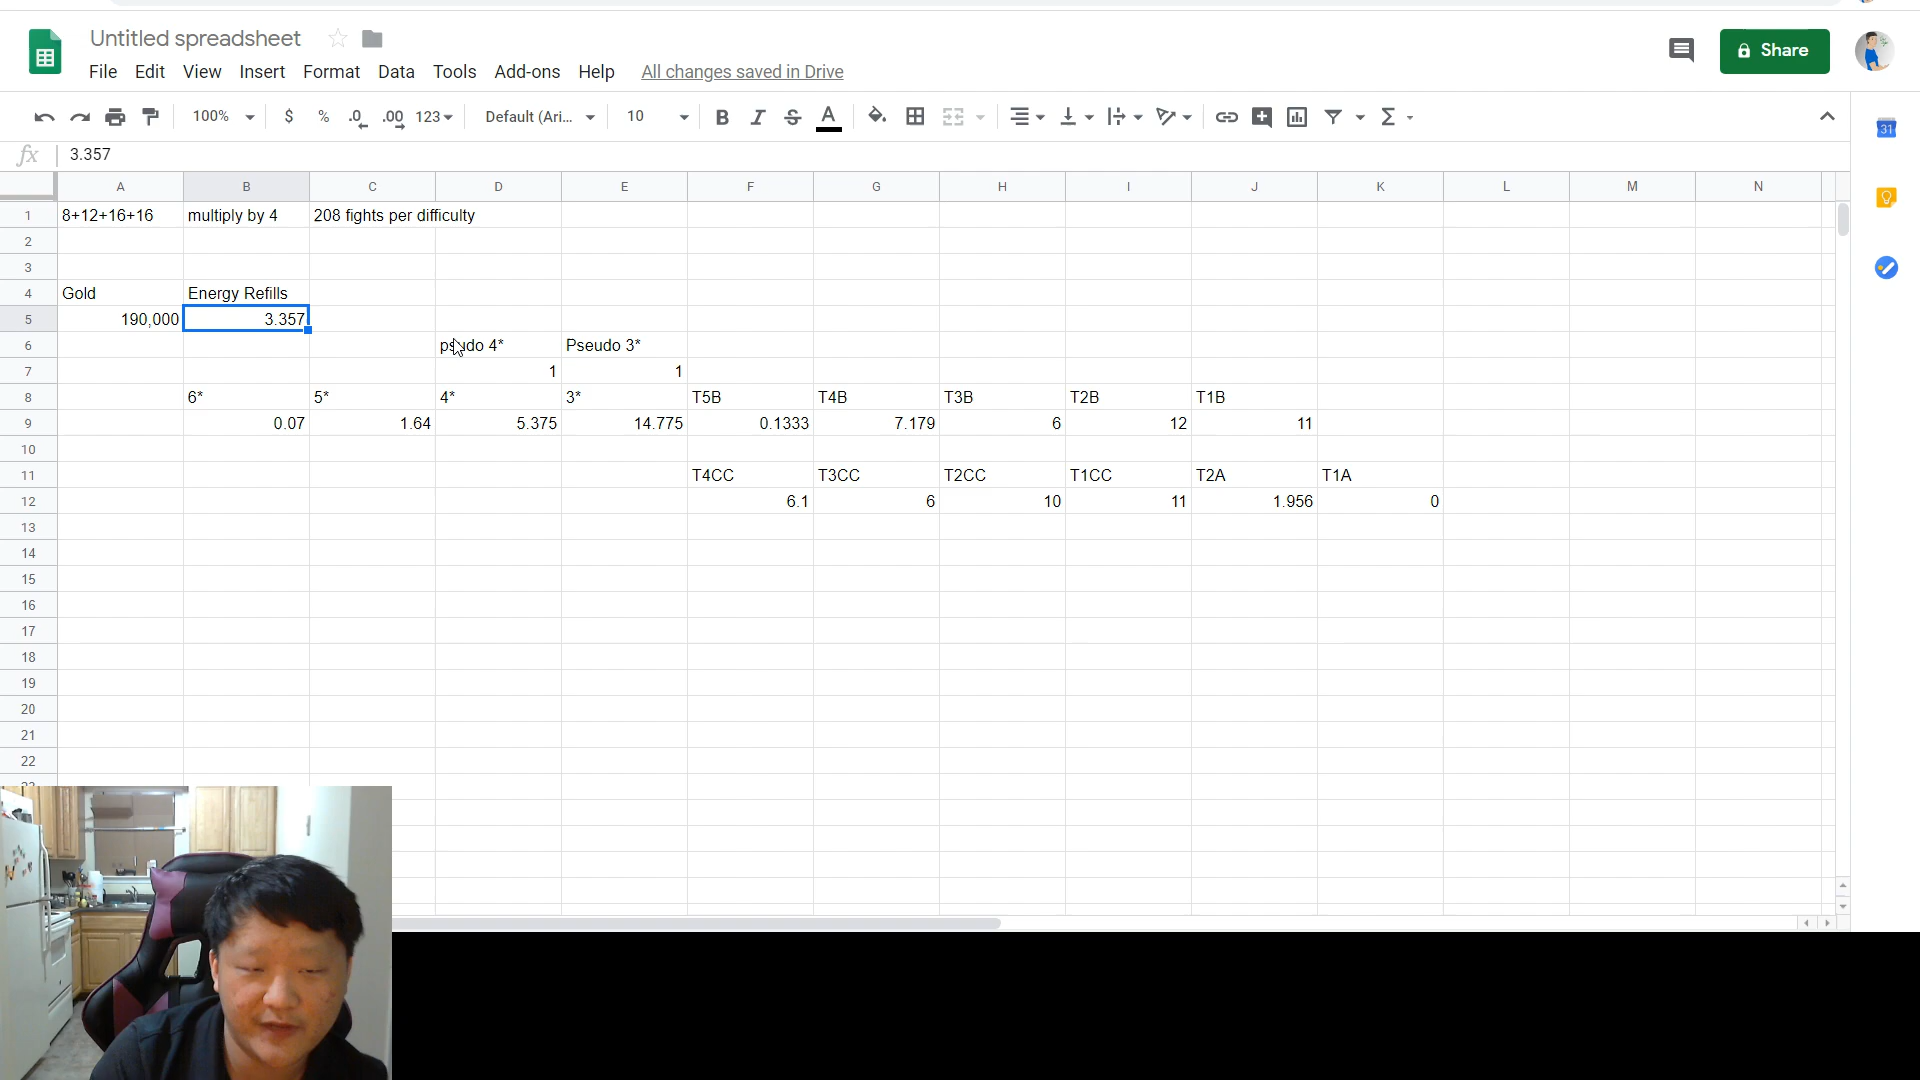 Untitled spreadsheet
File Edit View Insert Format Data Tools Add-ons Help All changes saved in Drive
Share
100% $ % .0 .00 123 Default (Ari... 10 B I S A Σ
31
fx 3.357
A B C D E F G H I J K L M N
1 8+12+16+16 multiply by 4 208 fights per difficulty
2
3
4 Gold Energy Refills
5 190,000 3.357
6 psudo 4* Pseudo 3*
7 1 1
8 6* 5* 4* 3* T5B T4B T3B T2B T1B
9 0.07 1.64 5.375 14.775 0.1333 7.179 6 12 11
10
11 T4CC T3CC T2CC T1CC T2A T1A
12 6.1 6 10 11 1.956 0
13
14
15
16
17
18
19
20
21
22